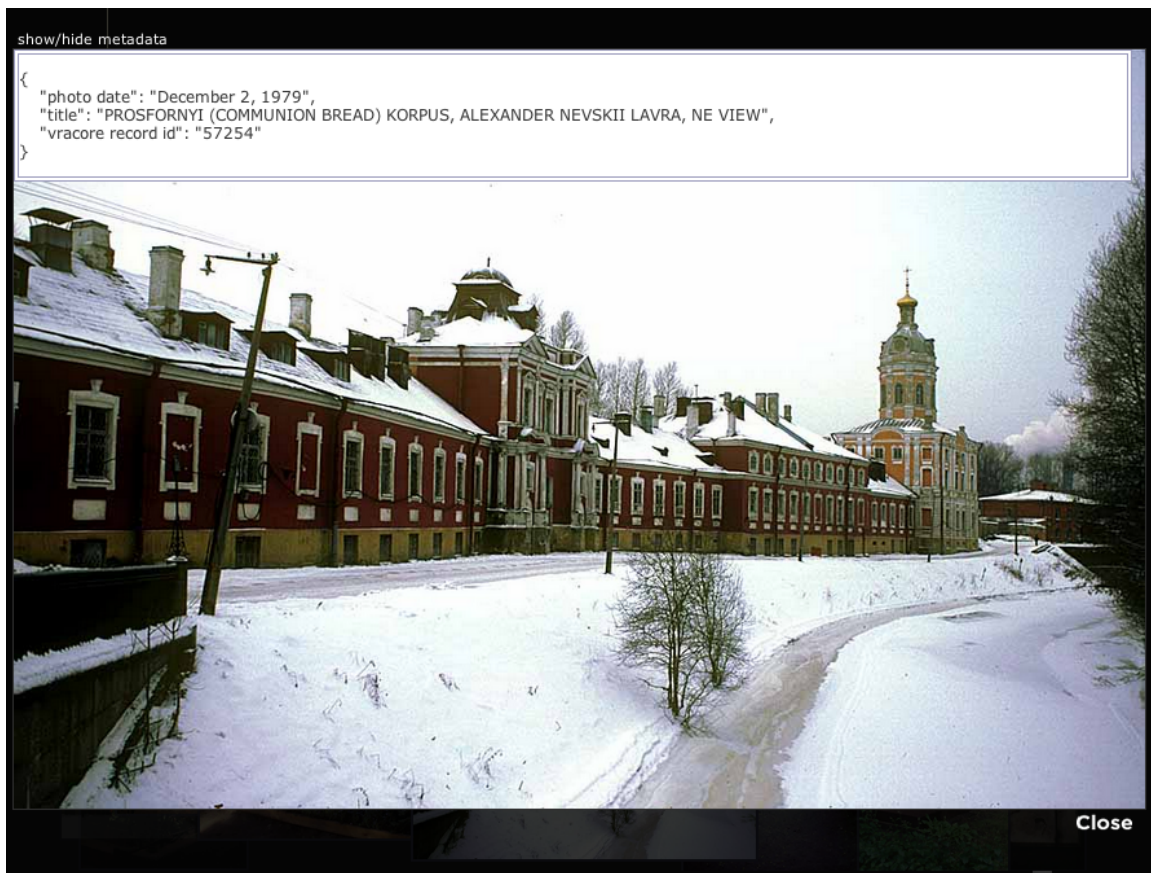 show/hide metadata
{
"photo date": "December 2, 1979",
"title": "PROSFORNYI (COMMUNION BREAD) KORPUS, ALEXANDER NEVSKII LAVRA, NE VIEW",
"vracore record id": "57254"
}
Close